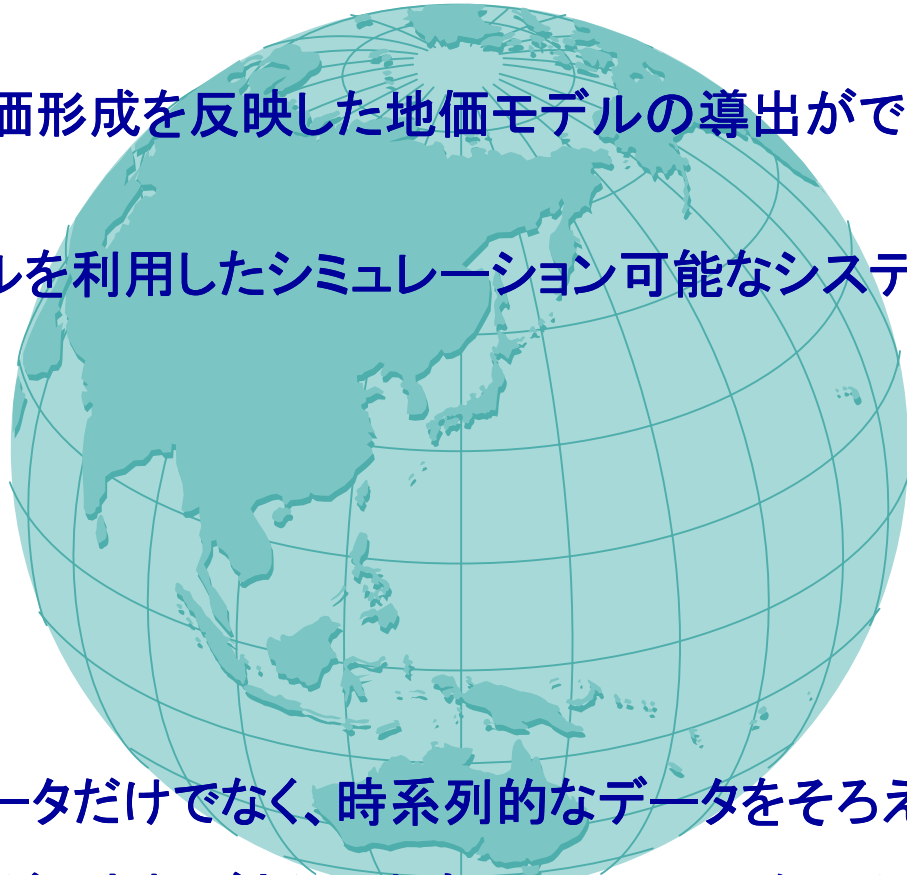 価形成を反映した地価モデルの導出がで
ルを利用したシミュレーション可能なシステ
ータだけでなく、時系列的なデータをそろえ